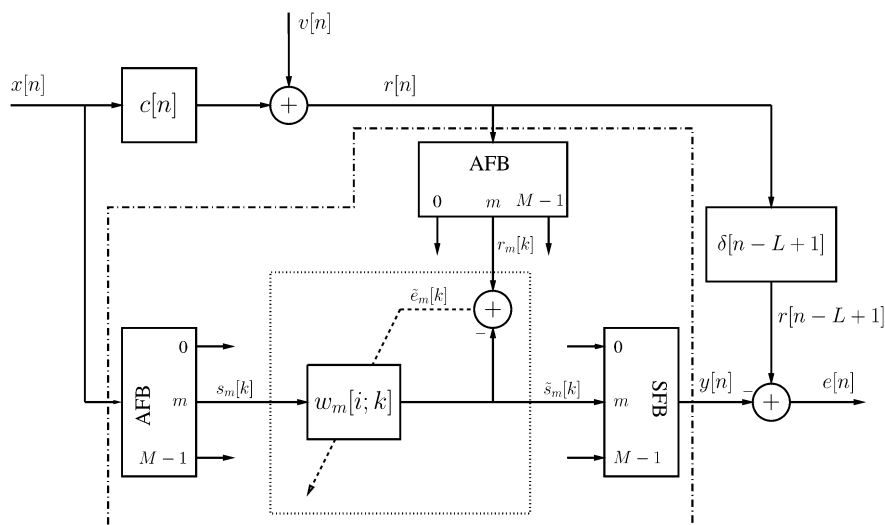 v[n]
x[n]
c[n]
+
r[n]
AFB
0 m M − 1
r_m[k]
δ[n − L + 1]
ẽ_m[k]
+
−
r[n − L + 1]
AFB
0
m
M − 1
s_m[k]
w_m[i; k]
s̃_m[k]
0
m
M − 1
SFB
y[n]
−
+
e[n]